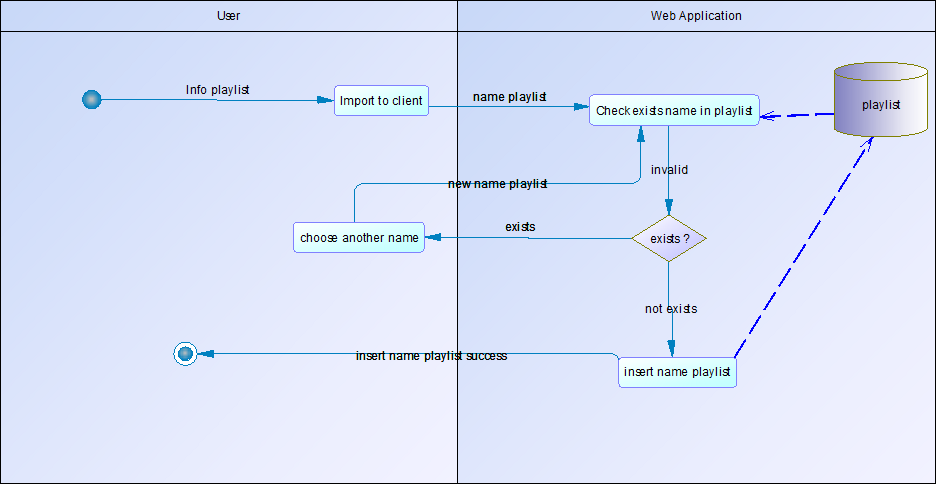 User
Web Application
Info playlist
Import to client
name playlist
Check exists name in playlist
playlist
invalid
new name playlist
choose another name
exists
exists ?
not exists
insert name playlist success
insert name playlist